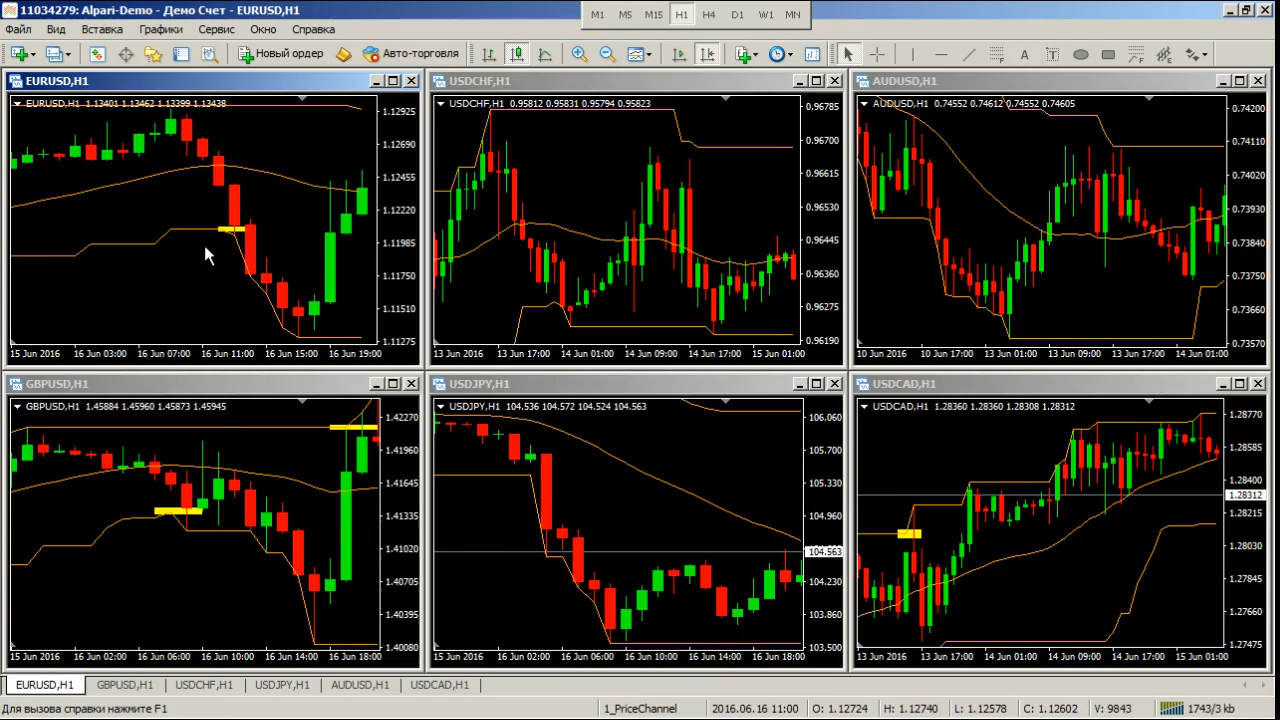 11034279: Alpari-Demo - Демо Счет - EURUSD,H1
M1 M5 M15 H1 H4 D1 W1 MN
Файл Вид Вставка Графики Сервис Окно Справка
Новый ордер Авто-торговля
EURUSD,H1
EURUSD,H1 1.13401 1.13462 1.13399 1.13438
1.12925
1.12690
1.12455
1.12220
1.11985
1.11750
1.11510
1.11275
15 Jun 2016 16 Jun 03:00 16 Jun 07:00 16 Jun 11:00 16 Jun 15:00 16 Jun 19:00
USDCHF,H1
USDCHF,H1 0.95812 0.95831 0.95794 0.95823
0.96785
0.96700
0.96615
0.96530
0.96445
0.96360
0.96275
0.96190
13 Jun 2016 13 Jun 17:00 14 Jun 01:00 14 Jun 09:00 14 Jun 17:00 15 Jun 01:00
AUDUSD,H1
AUDUSD,H1 0.74552 0.74612 0.74552 0.74605
0.74200
0.74110
0.74020
0.73930
0.73840
0.73750
0.73660
0.73570
10 Jun 2016 10 Jun 17:00 13 Jun 01:00 13 Jun 09:00 13 Jun 17:00 14 Jun 01:00
GBPUSD,H1
GBPUSD,H1 1.45884 1.45960 1.45873 1.45945
1.42270
1.41960
1.41645
1.41335
1.41020
1.40705
1.40395
1.40080
15 Jun 2016 16 Jun 02:00 16 Jun 06:00 16 Jun 10:00 16 Jun 14:00 16 Jun 18:00
USDJPY,H1
USDJPY,H1 104.536 104.572 104.524 104.563
106.060
105.700
105.330
104.960
104.563
104.230
103.860
103.500
15 Jun 2016 16 Jun 02:00 16 Jun 06:00 16 Jun 10:00 16 Jun 14:00 16 Jun 18:00
USDCAD,H1
USDCAD,H1 1.28360 1.28360 1.28308 1.28312
1.28770
1.28585
1.28400
1.28312
1.28215
1.28030
1.27845
1.27660
1.27475
13 Jun 2016 13 Jun 17:00 14 Jun 01:00 14 Jun 09:00 14 Jun 17:00 15 Jun 01:00
EURUSD,H1 GBPUSD,H1 USDCHF,H1 USDJPY,H1 AUDUSD,H1 USDCAD,H1
Для вызова справки нажмите F1 1_PriceChannel 2016.06.16 11:00 O: 1.12724 H: 1.12740 L: 1.12578 C: 1.12602 V: 9843 1743/3 kb